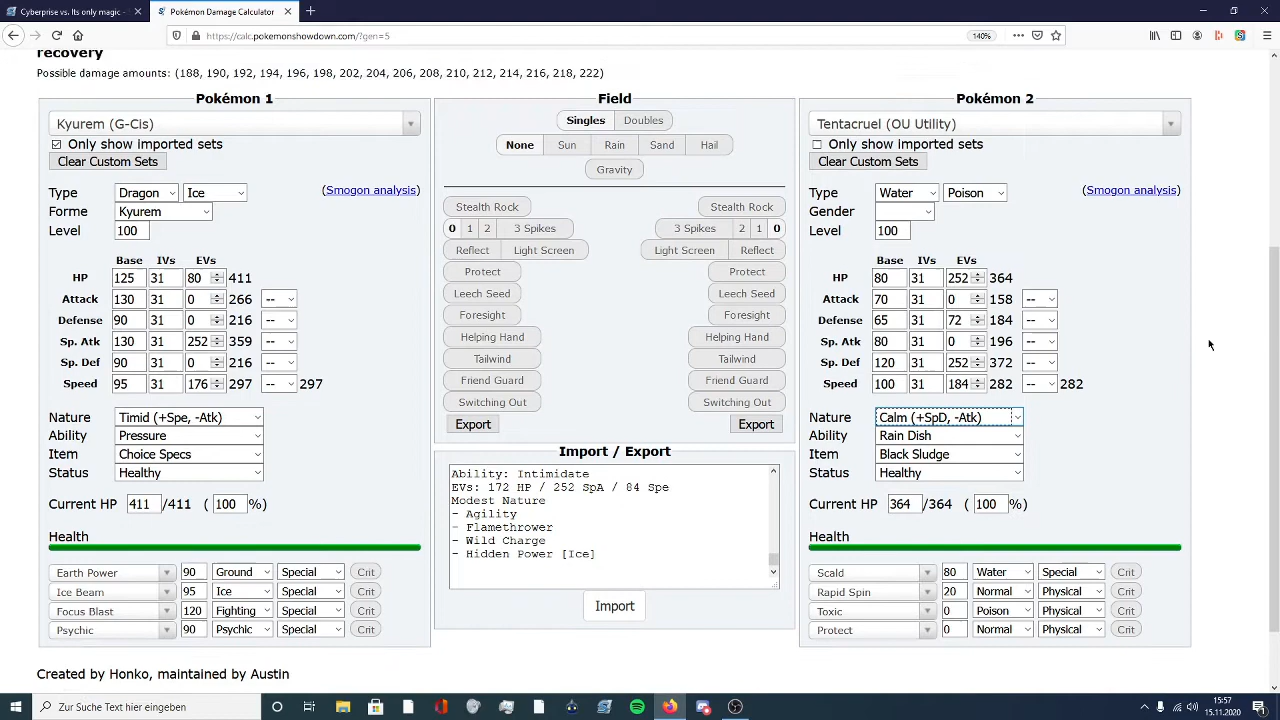 Cyberprise vs. Its only magic -
Pokémon Damage Calculator
https://calc.pokemonshowdown.com/?gen=5
140%
recovery
Possible damage amounts: (188, 190, 192, 194, 196, 198, 202, 204, 206, 208, 210, 212, 214, 216, 218, 222)
Pokémon 1
Kyurem (G-Cis)
Only show imported sets
Clear Custom Sets
Type Dragon Ice (Smogon analysis)
Forme Kyurem
Level 100
Base IVs EVs
HP 125 31 80 411
Attack 130 31 0 266 --
Defense 90 31 0 216 --
Sp. Atk 130 31 252 359 --
Sp. Def 90 31 0 216 --
Speed 95 31 176 297 -- 297
Nature Timid (+Spe, -Atk)
Ability Pressure
Item Choice Specs
Status Healthy
Current HP 411 /411 ( 100 %)
Health
Earth Power 90 Ground Special Crit
Ice Beam 95 Ice Special Crit
Focus Blast 120 Fighting Special Crit
Psychic 90 Psychic Special Crit
Field
Singles Doubles
None Sun Rain Sand Hail
Gravity
Stealth Rock Stealth Rock
0 1 2 3 Spikes 3 Spikes 2 1 0
Reflect Light Screen Light Screen Reflect
Protect Protect
Leech Seed Leech Seed
Foresight Foresight
Helping Hand Helping Hand
Tailwind Tailwind
Friend Guard Friend Guard
Switching Out Switching Out
Export Export
Import / Export
Ability: Intimidate
EVs: 172 HP / 252 SpA / 84 Spe
Modest Nature
- Agility
- Flamethrower
- Wild Charge
- Hidden Power [Ice]
Import
Pokémon 2
Tentacruel (OU Utility)
Only show imported sets
Clear Custom Sets
Type Water Poison (Smogon analysis)
Gender
Level 100
Base IVs EVs
HP 80 31 252 364
Attack 70 31 0 158 --
Defense 65 31 72 184 --
Sp. Atk 80 31 0 196 --
Sp. Def 120 31 252 372 --
Speed 100 31 184 282 -- 282
Nature Calm (+SpD, -Atk)
Ability Rain Dish
Item Black Sludge
Status Healthy
Current HP 364 /364 ( 100 %)
Health
Scald 80 Water Special Crit
Rapid Spin 20 Normal Physical Crit
Toxic 0 Poison Physical Crit
Protect 0 Normal Physical Crit
Created by Honko, maintained by Austin
Zur Suche Text hier eingeben
15:57
15.11.2020